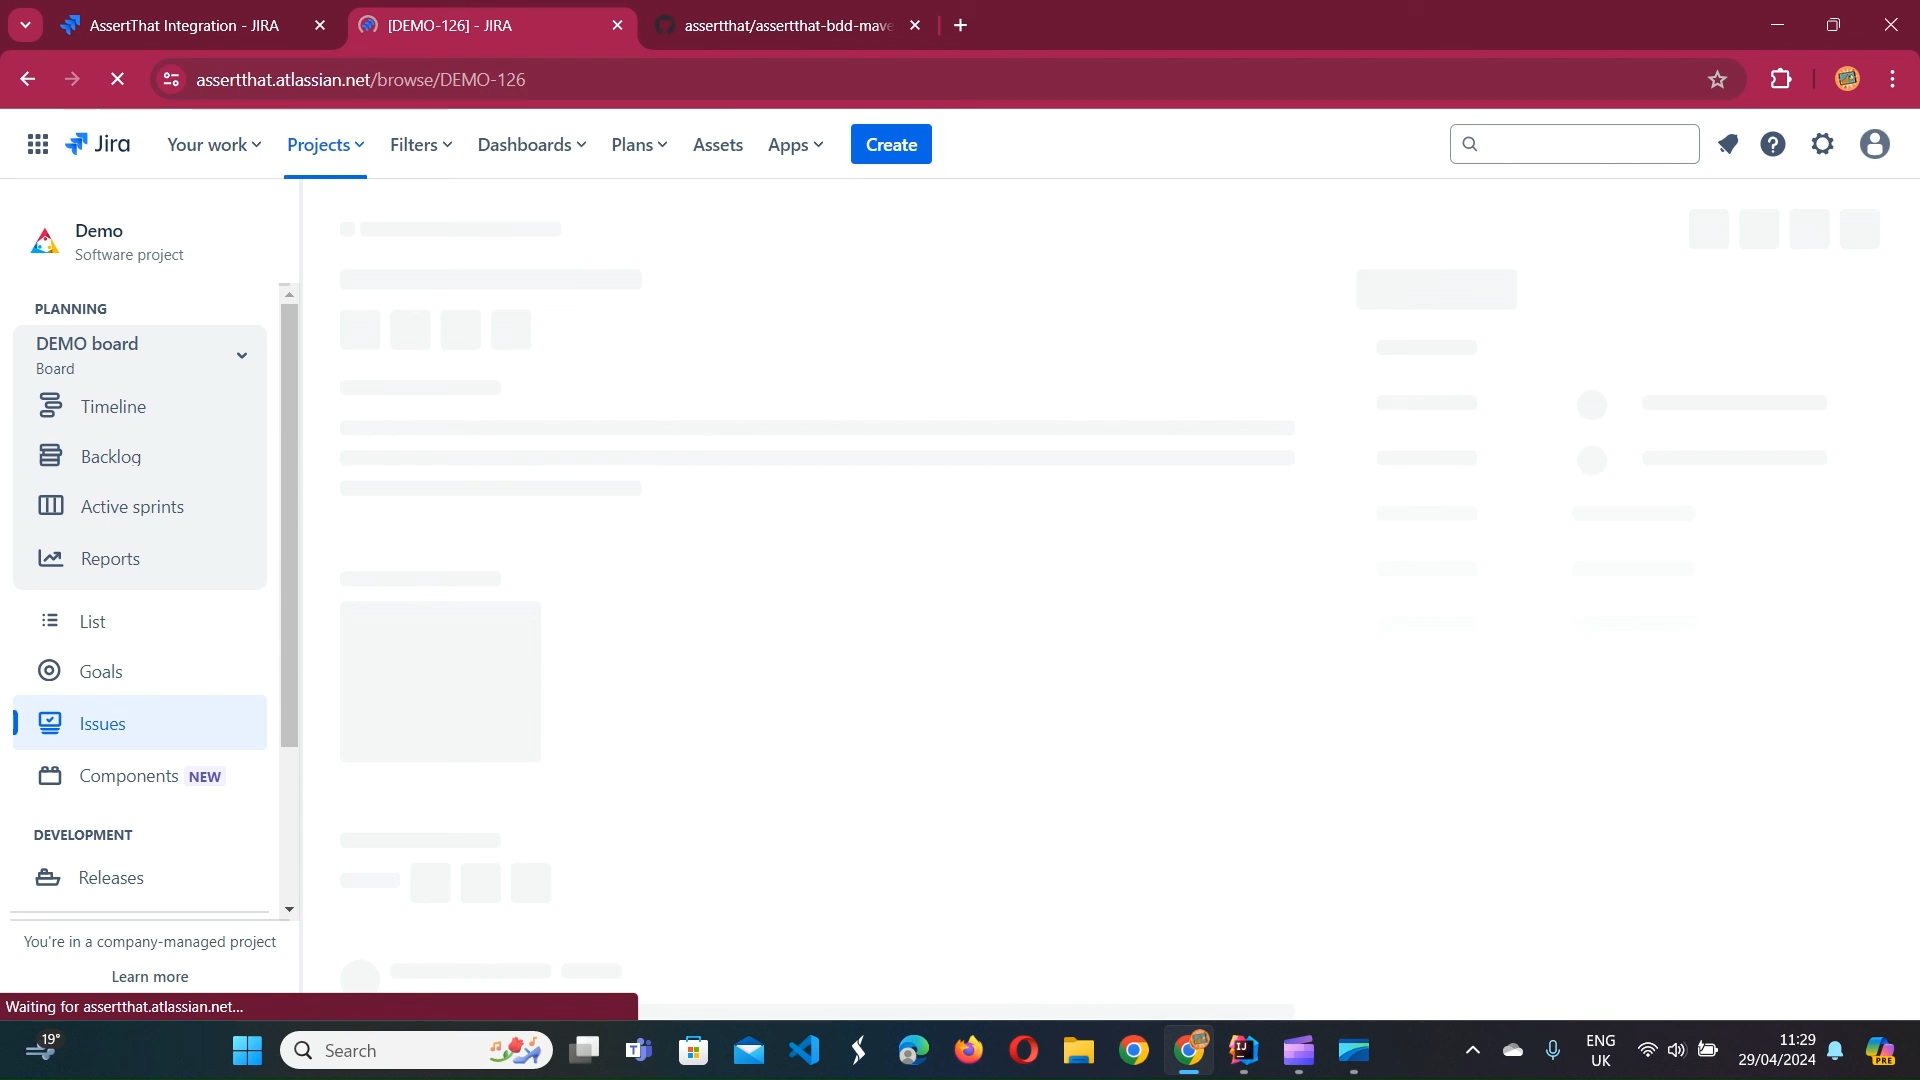 AssertThat Integration - JIRA
[DEMO-126] - JIRA
assertthat/assertthat-bdd-mave
assertthat.atlassian.net/browse/DEMO-126
Jira
Your work
Projects
Filters
Dashboards
Plans
Assets
Apps
Create
Demo
Software project
PLANNING
DEMO board
Board
Timeline
Backlog
Active sprints
Reports
List
Goals
Issues
Components NEW
DEVELOPMENT
Releases
You're in a company-managed project
Learn more
Waiting for assertthat.atlassian.net...
19°
Search
ENG
UK
11:29
29/04/2024
PRE